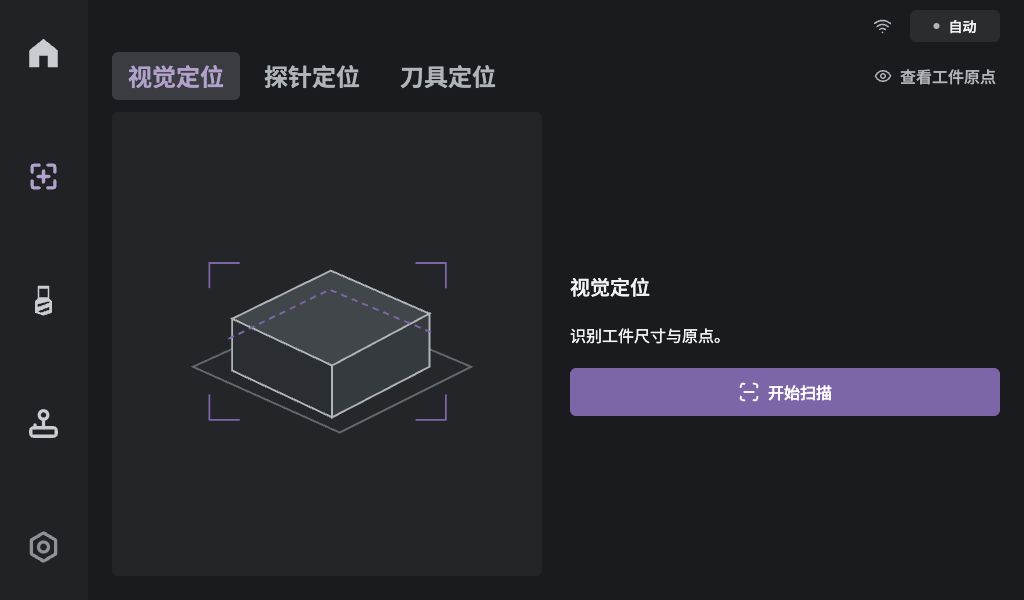 自动
视觉定位 探针定位 刀具定位
查看工件原点
视觉定位
识别工件尺寸与原点。
开始扫描